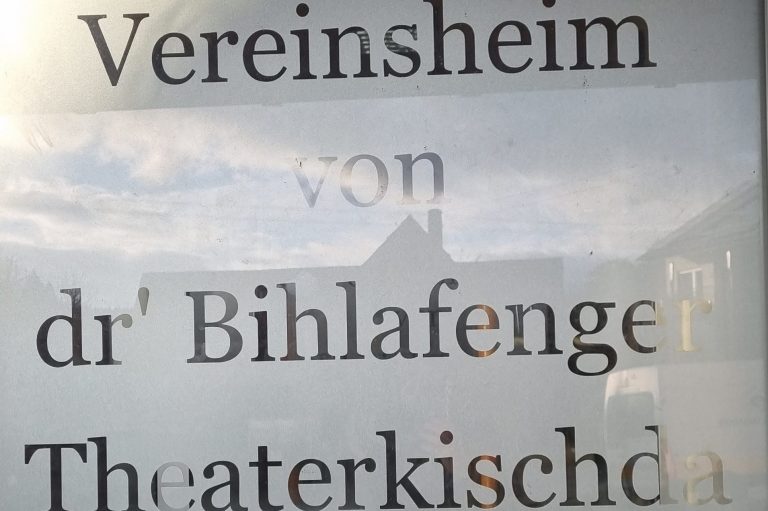 Vereinsheim
von
dr' Bihlafenger
Theaterkischda